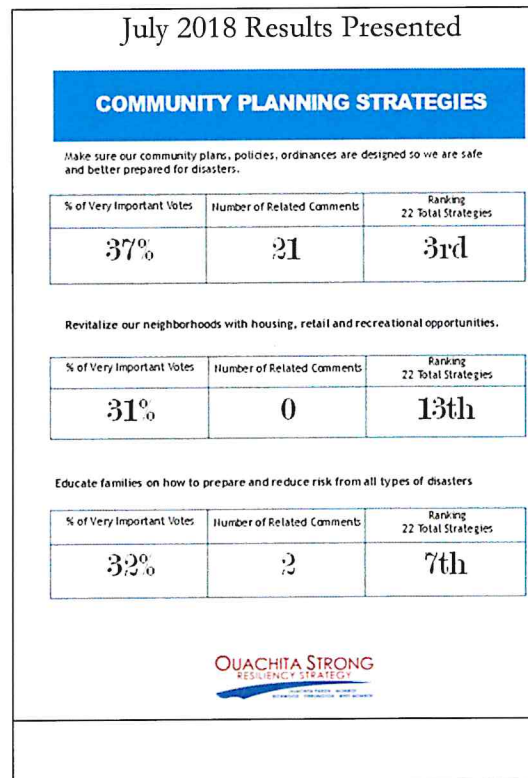 July 2018 Results Presented
COMMUNITY PLANNING STRATEGIES
Make sure our community plans, policies, ordinances are designed so we are safe
and better prepared for disasters.
% of Very Important Votes
Number of Related Comments
Ranking
22 Total Strategies
37%
21
3rd
Revitalize our neighborhoods with housing, retail and recreational opportunities.
% of Very Important Votes
Number of Related Comments
Ranking
22 Total Strategies
31%
0
13th
Educate families on how to prepare and reduce risk from all types of disasters
% of Very Important Votes
Number of Related Comments
Ranking
22 Total Strategies
32%
2
7th
OUACHITA STRONG
RESILIENCY STRATEGY